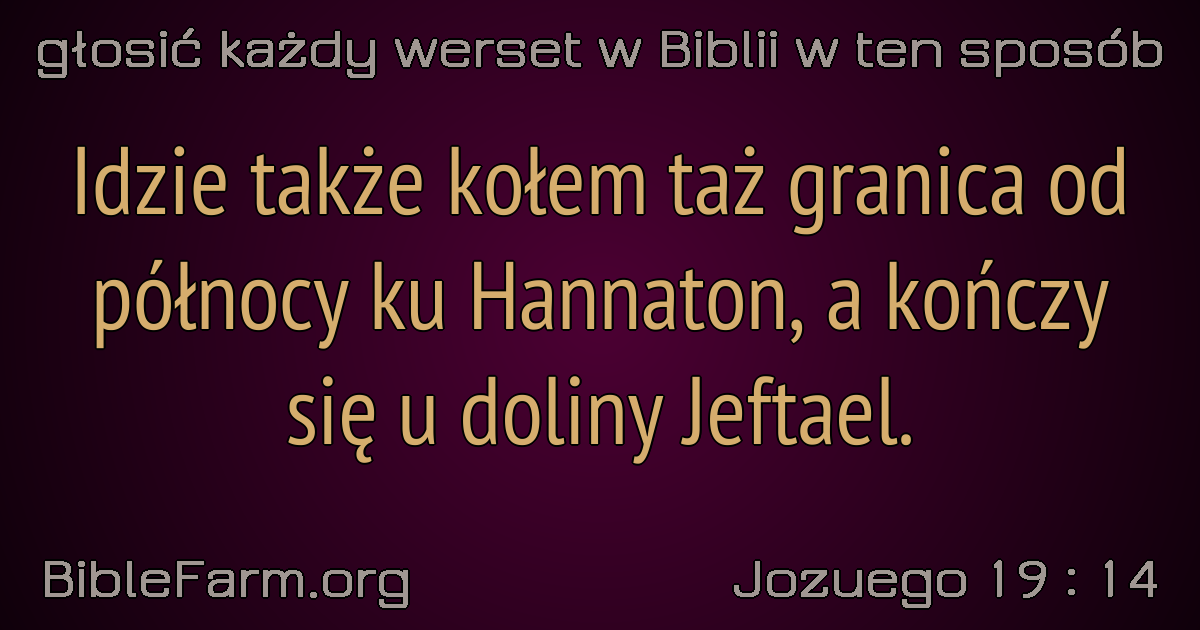 głosić każdy werset w Biblii w ten sposób
Idzie także kołem taż granica od
północy ku Hannaton, a kończy
się u doliny Jeftael.
BibleFarm.org
Jozuego 19 : 14